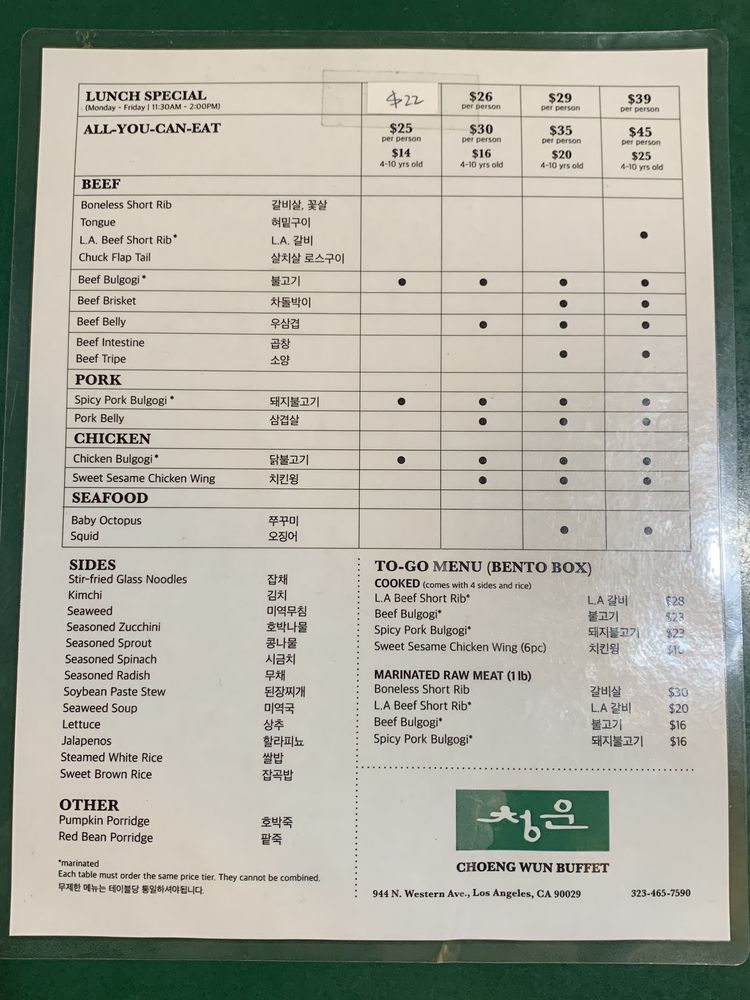 LUNCH SPECIAL $22 $26 $29 $39
(Monday - Friday | 11:30AM - 2:00PM) per person per person per person
ALL-YOU-CAN-EAT $25 $30 $35 $45
per person per person per person per person
$14 $16 $20 $25
4-10 yrs old 4-10 yrs old 4-10 yrs old 4-10 yrs old
BEEF
Boneless Short Rib 갈비살, 꽃살
Tongue 혀밑구이
L.A. Beef Short Rib* L.A. 갈비 •
Chuck Flap Tail 살치살 로스구이
Beef Bulgogi* 불고기 • • • •
Beef Brisket 차돌박이 • •
Beef Belly 우삼겹 • • •
Beef Intestine 곱창
Beef Tripe 소양 • •
PORK
Spicy Pork Bulgogi* 돼지불고기 • • • •
Pork Belly 삼겹살 • • •
CHICKEN
Chicken Bulgogi* 닭불고기 • • • •
Sweet Sesame Chicken Wing 치킨윙 • • •
SEAFOOD
Baby Octopus 쭈꾸미
Squid 오징어 • •
SIDES
Stir-fried Glass Noodles 잡채
Kimchi 김치
Seaweed 미역무침
Seasoned Zucchini 호박나물
Seasoned Sprout 콩나물
Seasoned Spinach 시금치
Seasoned Radish 무채
Soybean Paste Stew 된장찌개
Seaweed Soup 미역국
Lettuce 상추
Jalapenos 할라피뇨
Steamed White Rice 쌀밥
Sweet Brown Rice 잡곡밥
OTHER
Pumpkin Porridge 호박죽
Red Bean Porridge 팥죽
*marinated
Each table must order the same price tier. They cannot be combined.
무제한 메뉴는 테이블당 통일하셔야됩니다.
TO-GO MENU (BENTO BOX)
COOKED (comes with 4 sides and rice)
L.A Beef Short Rib* L.A 갈비 $28
Beef Bulgogi* 불고기 $23
Spicy Pork Bulgogi* 돼지불고기 $23
Sweet Sesame Chicken Wing (6pc) 치킨윙
MARINATED RAW MEAT (1 lb)
Boneless Short Rib 갈비살 $30
L.A Beef Short Rib* L.A 갈비 $20
Beef Bulgogi* 불고기 $16
Spicy Pork Bulgogi* 돼지불고기 $16
청운
CHOENG WUN BUFFET
944 N. Western Ave., Los Angeles, CA 90029 323-465-7590